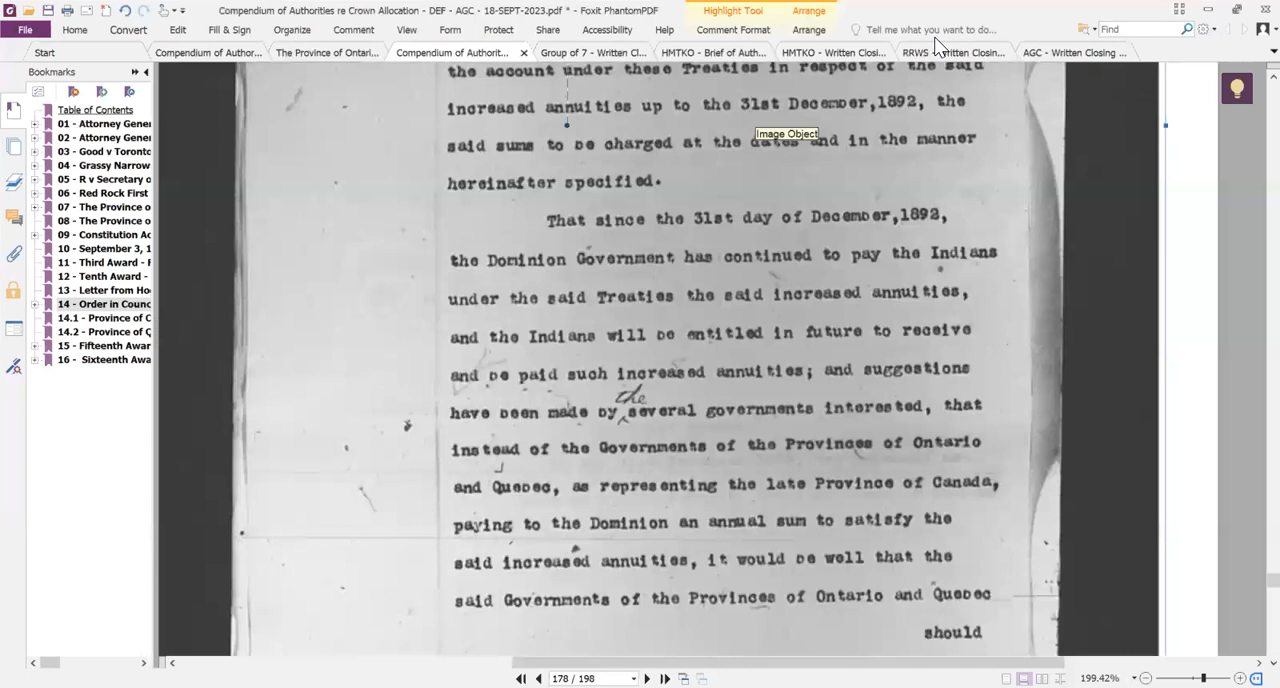 Compendium of Authorities re Crown Allocation - DEF - AGC - 18-SEPT-2023.pdf * - Foxit PhantomPDF
Highlight Tool
Arrange
File
Home
Convert
Edit
Fill & Sign
Organize
Comment
View
Form
Protect
Accessibility
Help
Comment Format
Arrange
Tell me what you want to do...
Find
Start
Compendium of Author...
The Province of Ontari...
Compendium of Authorit...
Group of 7 - Written Cl...
HMTKO - Brief of Auth...
HMTKO - Written Closi...
RRWS - Written Closin...
AGC - Written Closing ...
Bookmarks
Table of Contents
01 - Attorney Gener
02 - Attorney Gener
03 - Good v Toronto
04 - Grassy Narrow
05 - R v Secretary o
06 - Red Rock First
07 - The Province o
08 - The Province o
09 - Constitution Ac
10 - September 3, 1
11 - Third Award - F
12 - Tenth Award -
13 - Letter from Ho
14 - Order in Counc
14.1 - Province of C
14.2 - Province of Q
15 - Fifteenth Awar
16 - Sixteenth Awa
the account under these Treaties in respect of the said
increased annuities up to the 31st December,1892, the
Image Object
said sums to be charged at the dates and in the manner
hereinafter specified.
That since the 31st day of December,1892,
the Dominion Government has continued to pay the Indians
under the said Treaties the said increased annuities,
and the Indians will be entitled in future to receive
and be paid such increased annuities; and suggestions
have been made by the several governments interested, that
instead of the Governments of the Provinces of Ontario
and Quebec, as representing the late Province of Canada,
paying to the Dominion an annual sum to satisfy the
said increased annuities, it would be well that the
said Governments of the Provinces of Ontario and Quebec
should
178 / 198
199.42%